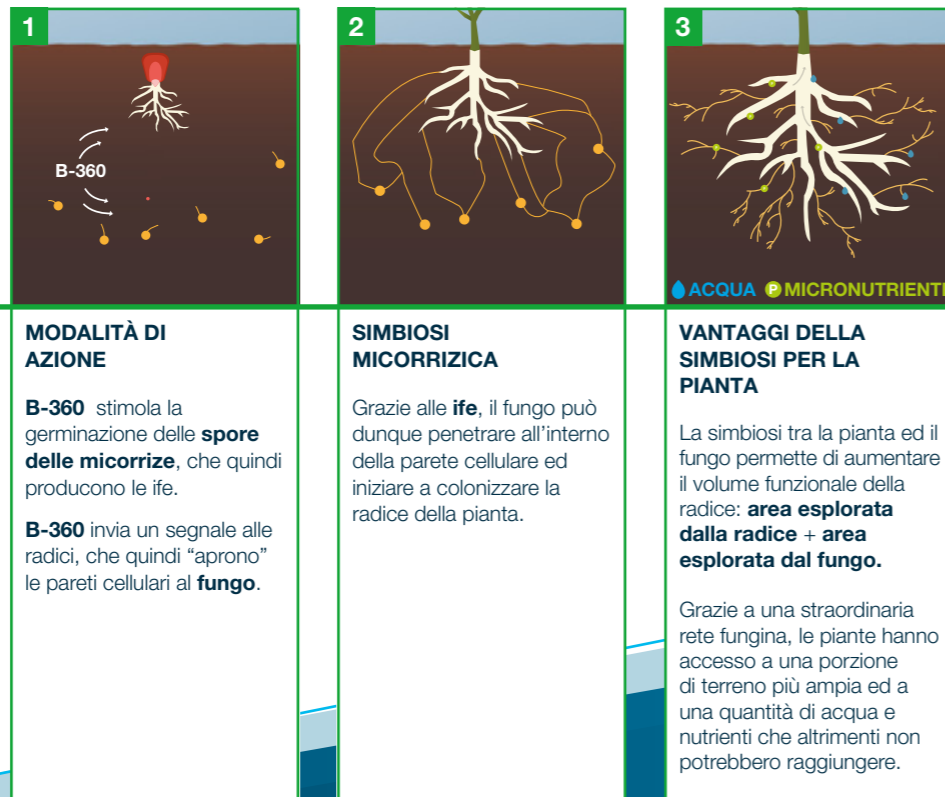 1
B-360
MODALITÀ DI
AZIONE
B-360 stimola la
germinazione delle spore
delle micorrize, che quindi
producono le ife.
B-360 invia un segnale alle
radici, che quindi “aprono”
le pareti cellulari al fungo.
2
SIMBIOSI
MICORRIZICA
Grazie alle ife, il fungo può
dunque penetrare all’interno
della parete cellulare ed
iniziare a colonizzare la
radice della pianta.
3
ACQUA P MICRONUTRIENTI
VANTAGGI DELLA
SIMBIOSI PER LA
PIANTA
La simbiosi tra la pianta ed il
fungo permette di aumentare
il volume funzionale della
radice: area esplorata
dalla radice + area
esplorata dal fungo.
Grazie a una straordinaria
rete fungina, le piante hanno
accesso a una porzione
di terreno più ampia ed a
una quantità di acqua e
nutrienti che altrimenti non
potrebbero raggiungere.